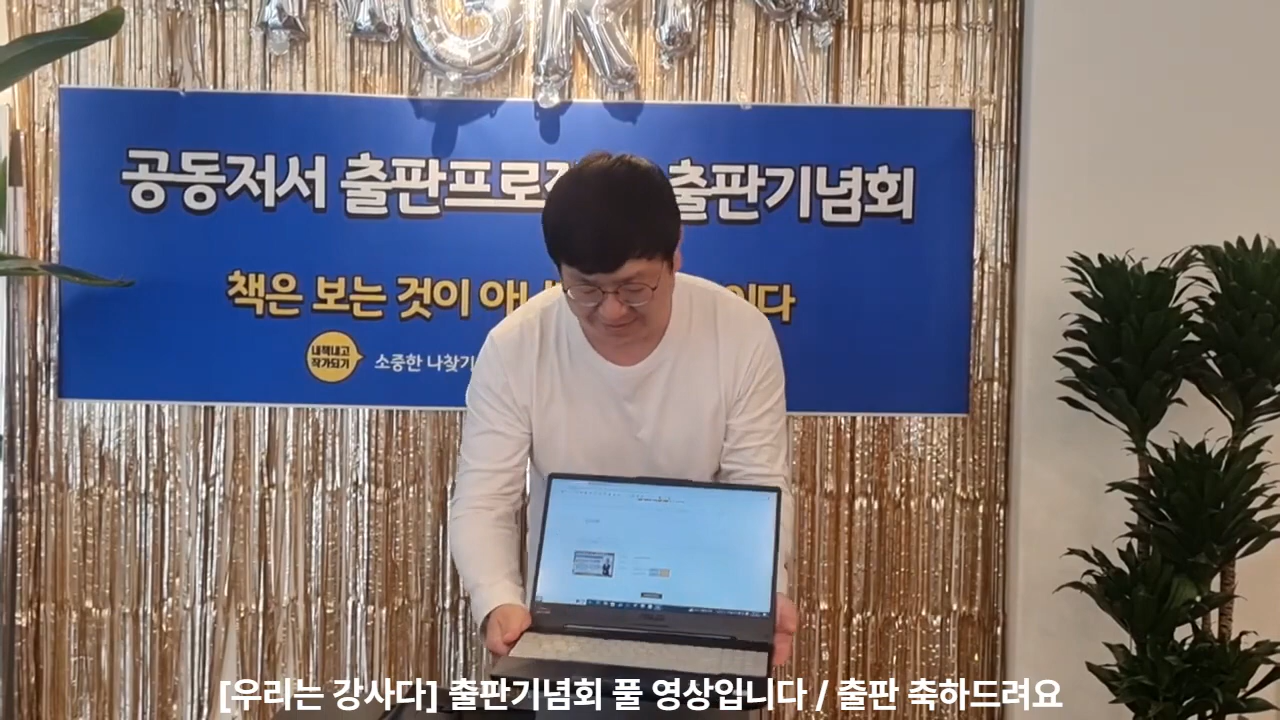 공동저서 출판프로 출판기념회
책은 보는 것이 아니 이다
내책내고
작가되기
소중한 나찾기
[우리는 강사다] 출판기념회 풀 영상입니다 / 출판 축하드려요